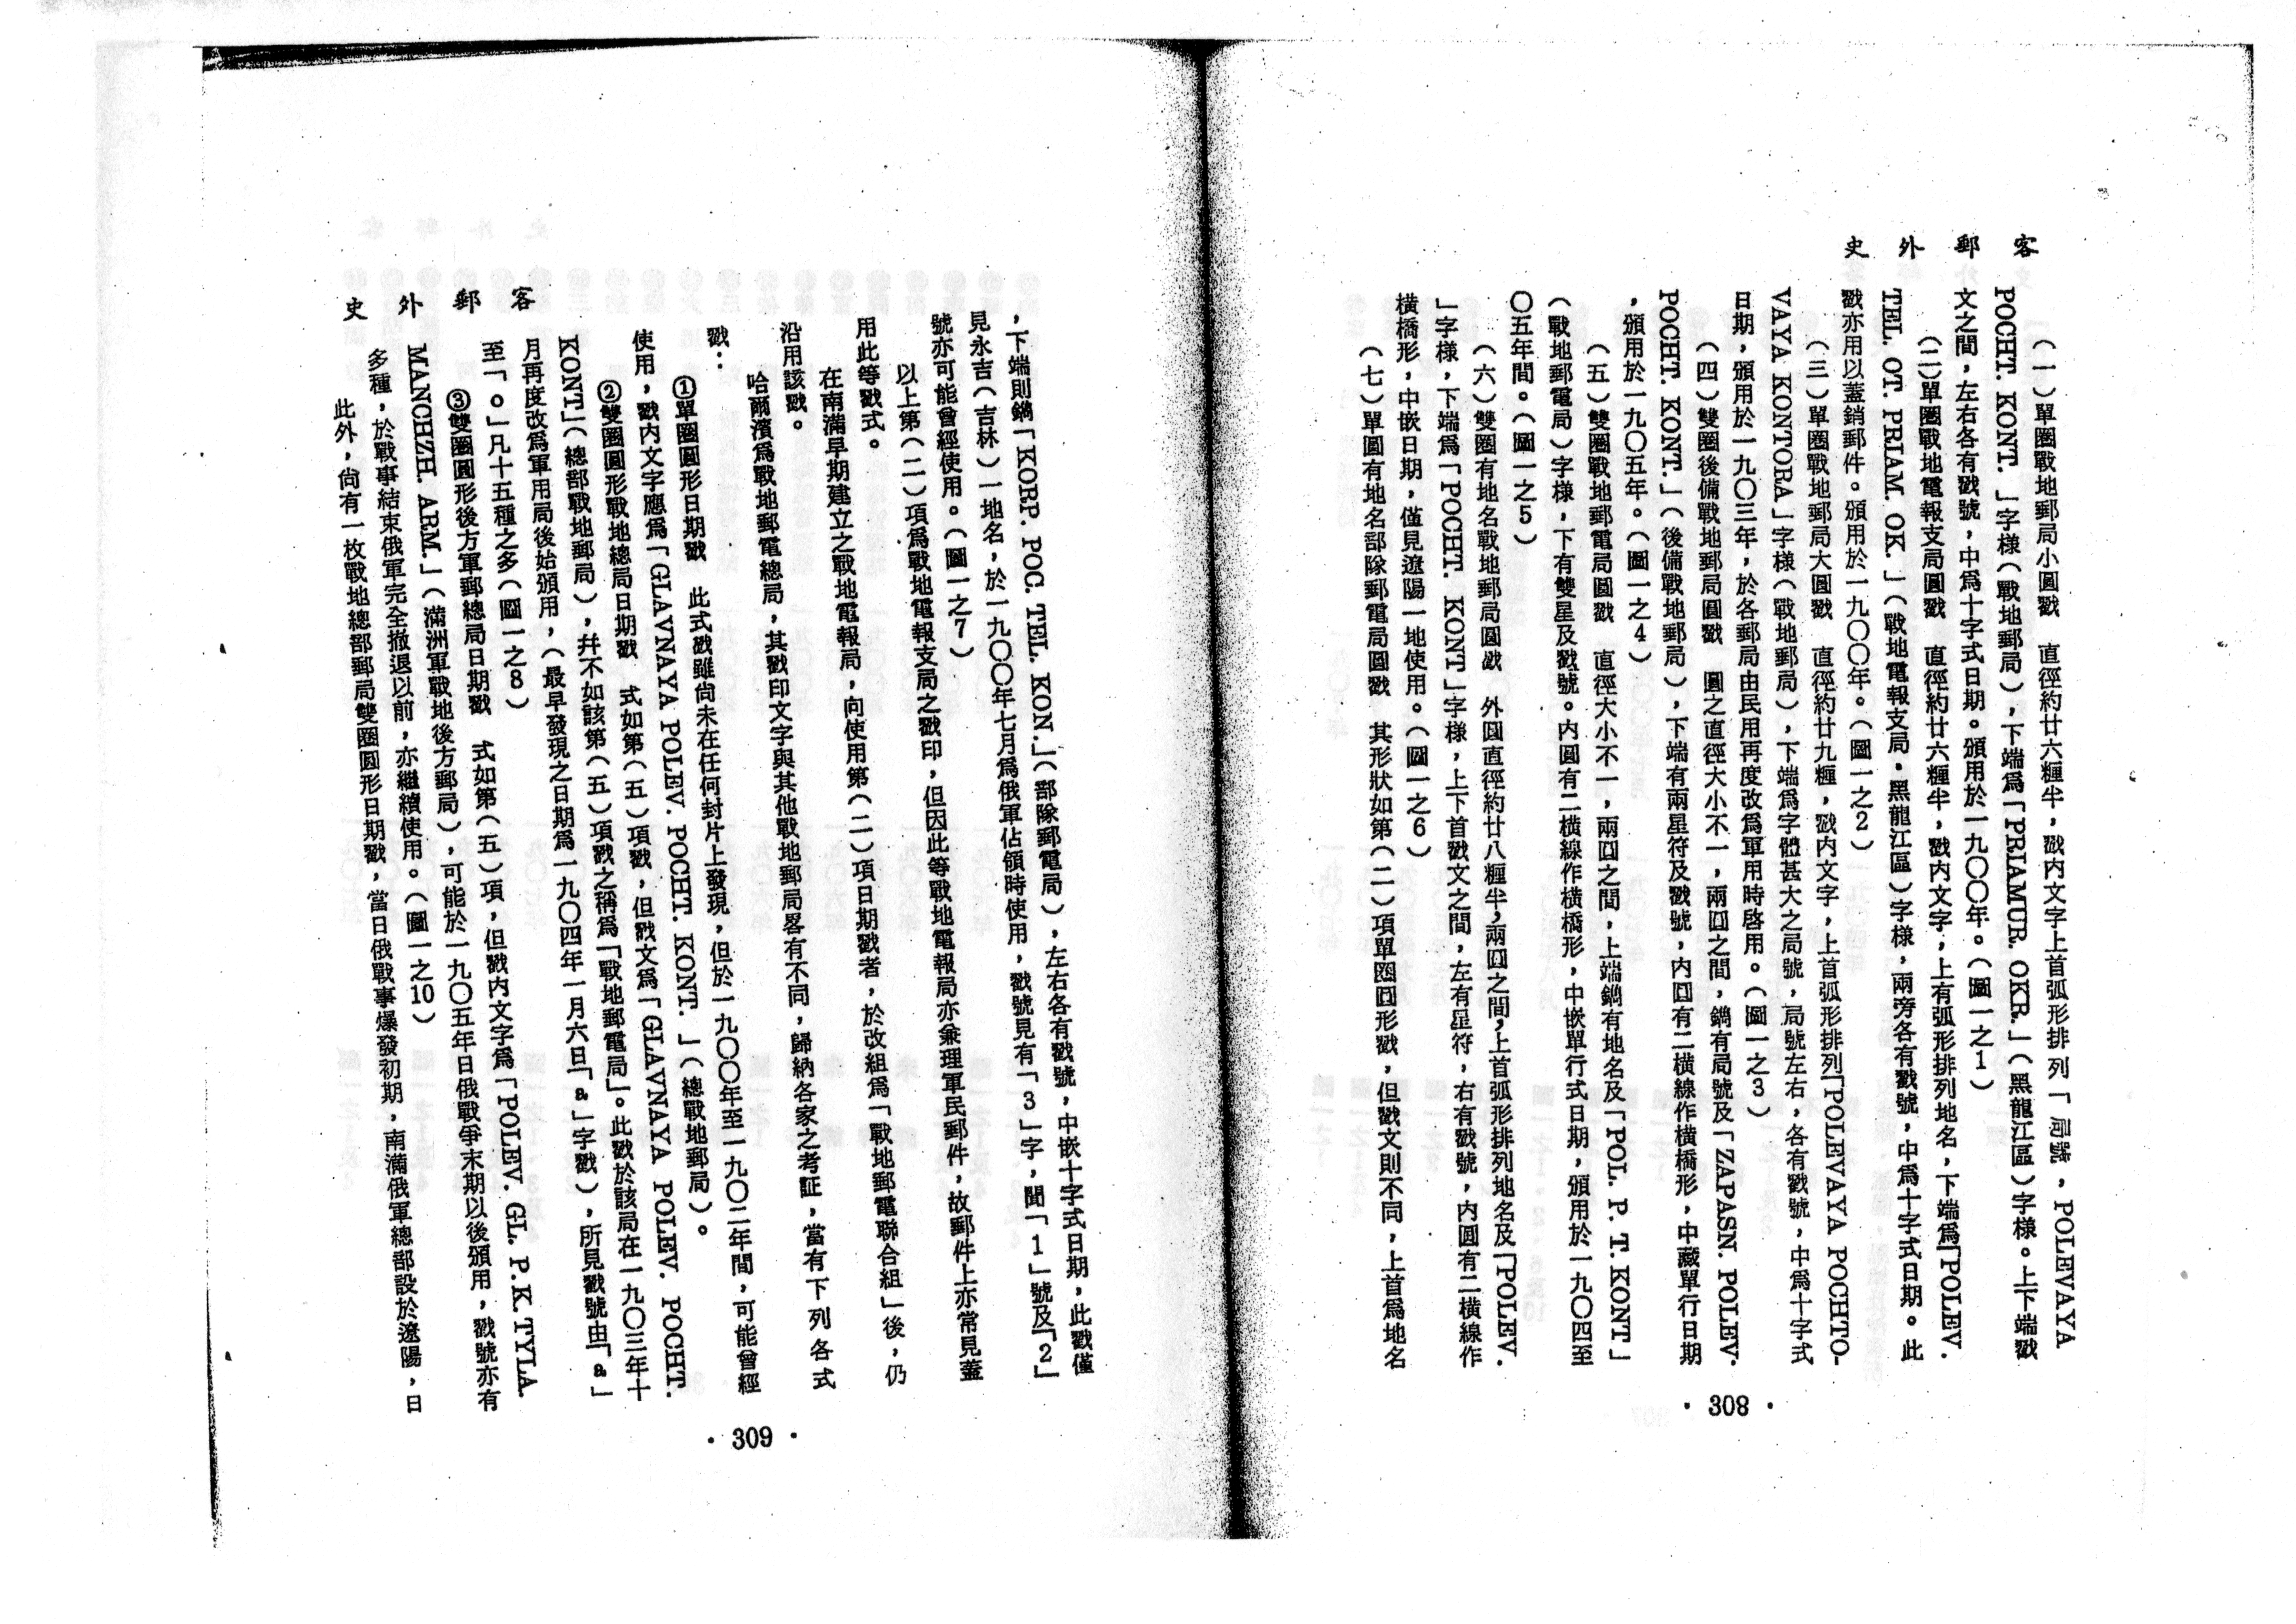 客郵外史
（一）單圈戰地郵局小圓戳　直徑約廿六糎半，戳內文字上首弧形排列「局號，POLEVAYA
POCHT. KONT.」字樣（戰地郵局），下端為「PRIAMUR. OKR.」（黑龍江區）字樣。上下端戳
文之間，左右各有戳號，中為十字式日期。頒用於一九〇〇年。（圖一之1）
（二）單圈戰地電報支局圓戳　直徑約廿六糎半，戳內文字，上有弧形排列地名，下端為「POLEV.
TEL. OT. PRIAM. OK.」（戰地電報支局・黑龍江區）字樣，兩旁各有戳號，中為十字式日期。此
戳亦用以蓋銷郵件。頒用於一九〇〇年。（圖一之2）
（三）單圈戰地郵局大圓戳　直徑約廿九糎，戳內文字，上首弧形排列「POLEVAYA POCHTO-
VAYA KONTORA」字樣（戰地郵局），下端為字體甚大之局號，局號左右，各有戳號，中為十字式
日期，頒用於一九〇三年，於各郵局由民用再度改為軍用時啓用。（圖一之3）
（四）雙圈後備戰地郵局圓戳　圓之直徑大小不一，兩囗之間，鐫有局號及「ZAPASN. POLEV.
POCHT. KONT.」（後備戰地郵局），下端有兩星符及戳號，內囗有二橫線作橫橋形，中藏單行日期
，頒用於一九〇五年。（圖一之4）
（五）雙圈戰地郵電局圓戳　直徑大小不一，兩囗之間，上端鐫有地名及「POL. P. T. KONT」
（戰地郵電局）字樣，下有雙星及戳號。內圓有二橫線作橫橋形，中嵌單行式日期，頒用於一九〇四至
〇五年間。（圖一之5）
（六）雙圈有地名戰地郵局圓戳　外圓直徑約廿八糎半，兩囗之間，上首弧形排列地名及「POLEV.
」字樣，下端為「POCHT. KONT」字樣，上下首戳文之間，左有星符，右有戳號，內圓有二橫線作
橫橋形，中嵌日期，僅見遼陽一地使用。（圖一之6）
（七）單圓有地名部隊郵電局圓戳　其形狀如第（二）項單圈圓形戳，但戳文則不同，上首為地名
・308・
，下端則鐫「KORP. POC. TEL. KON.」（部隊郵電局），左右各有戳號，中嵌十字式日期，此戳僅
見永吉（吉林）一地名，於一九〇〇年七月為俄軍佔領時使用，戳號見有「3」字，聞「1」號及「2」
號亦可能曾經使用。（圖一之7）
以上第（二）項為戰地電報支局之戳印，但因此等戰地電報局亦兼理軍民郵件，故郵件上亦常見蓋
用此等戳式。
在南滿早期建立之戰地電報局，向使用第（二）項日期戳者，於改組為「戰地郵電聯合組」後，仍
沿用該戳。
哈爾濱為戰地郵電總局，其戳印文字與其他戰地郵局畧有不同，歸納各家之考証，當有下列各式
戳：
①單圈圓形日期戳　此式戳雖尚未在任何封片上發現，但於一九〇〇年至一九〇二年間，可能曾經
使用，戳內文字應為「GLAVNAYA POLEV. POCHT. KONT.」（總戰地郵局）。
②雙圈圓形戰地總局日期戳　式如第（五）項戳，但戳文為「GLAVNAYA POLEV. POCHT.
KONT」（總部戰地郵局），幷不如該第（五）項戳之稱為「戰地郵電局」。此戳於該局在一九〇三年十
月再度改為軍用局後始頒用，（最早發現之日期為一九〇四年一月六日「a」字戳），所見戳號由「a」
至「o」凡十五種之多（圖一之8）
③雙圈圓形後方軍郵總局日期戳　式如第（五）項，但戳內文字為「POLEV. GL. P.K.TYLA.
MANCHZH. ARM.」（滿洲軍戰地後方郵局），可能於一九〇五年日俄戰爭末期以後頒用，戳號亦有
多種，於戰事結束俄軍完全撤退以前，亦繼續使用。（圖一之10）
此外，尚有一枚戰地總部郵局雙圈圓形日期戳，當日俄戰事爆發初期，南滿俄軍總部設於遼陽，日
客郵外史
・309・